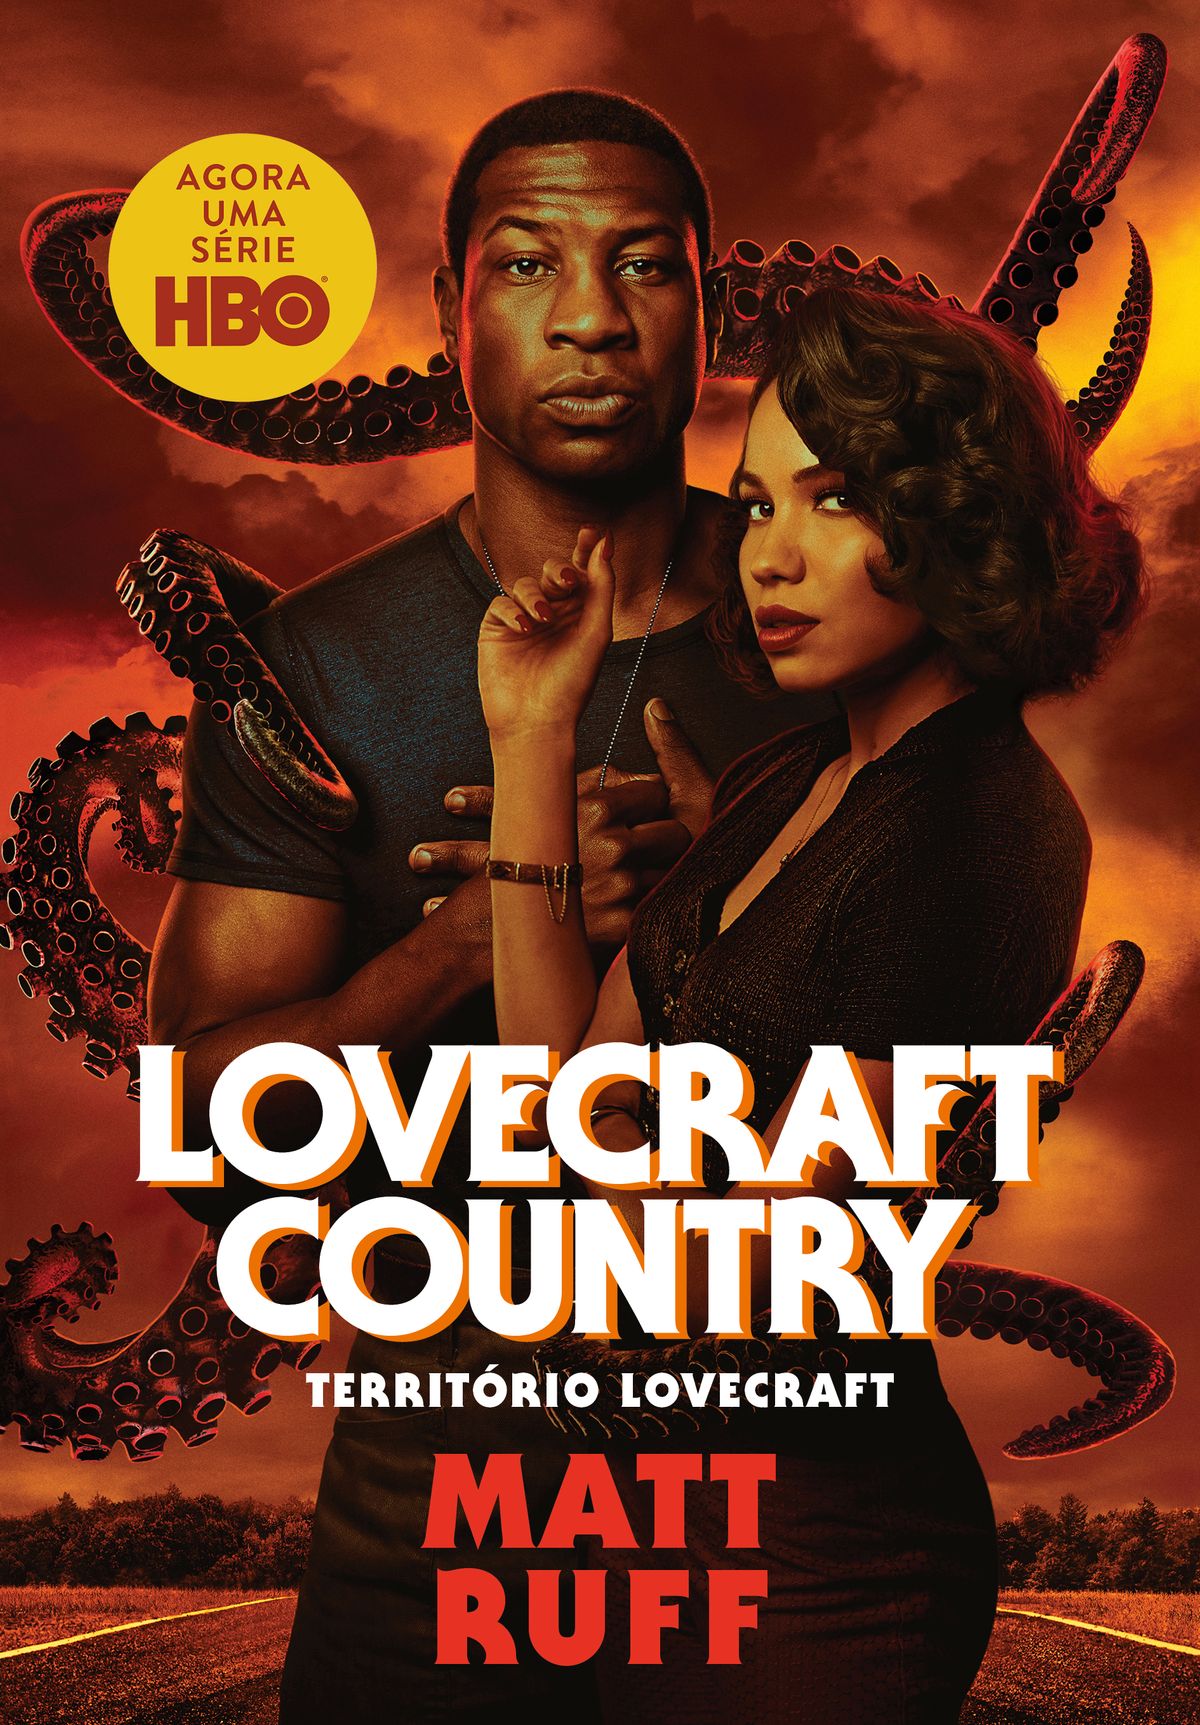 AGORA
UMA
SÉRIE
HBO®
LOVECRAFT
COUNTRY
TERRITÓRIO LOVECRAFT
MATT
RUFF